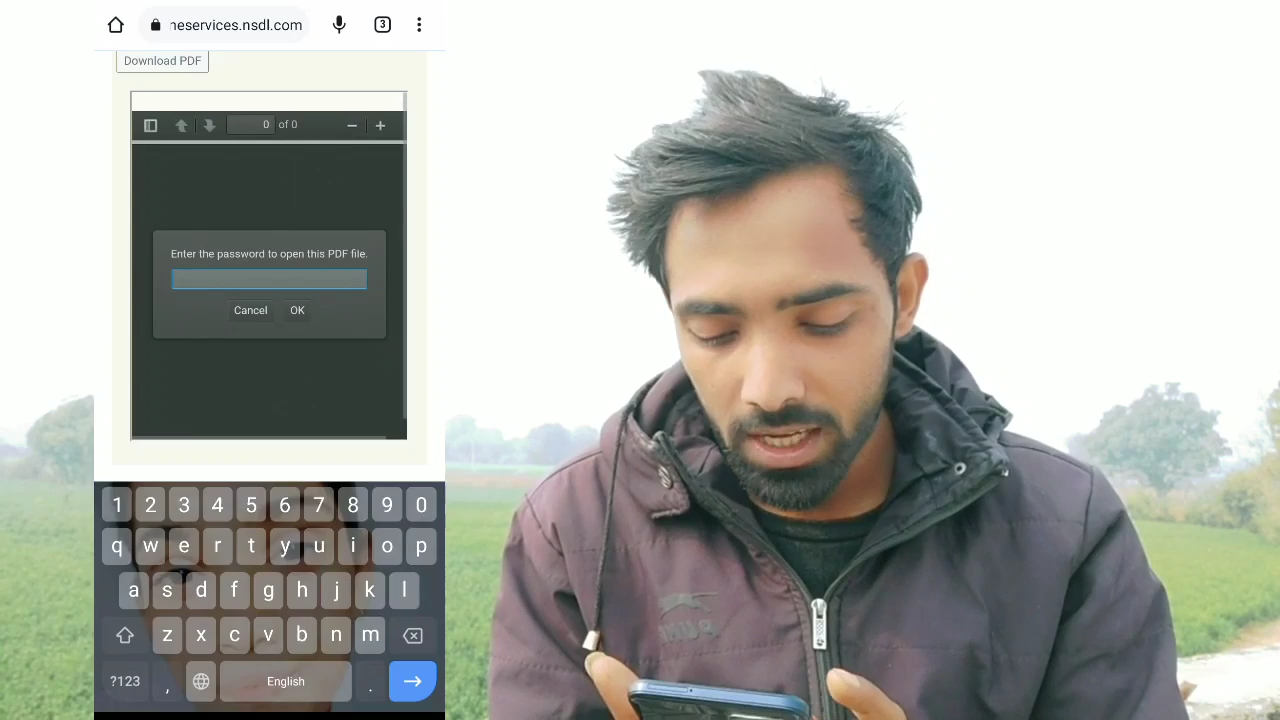 neservices.nsdl.com
3
Download PDF
0 of 0
Enter the password to open this PDF file.
Cancel OK
1 2 3 4 5 6 7 8 9 0
q w e r t y u i o p
a s d f g h j k l
z x c v b n m
?123 , English .
PUMA